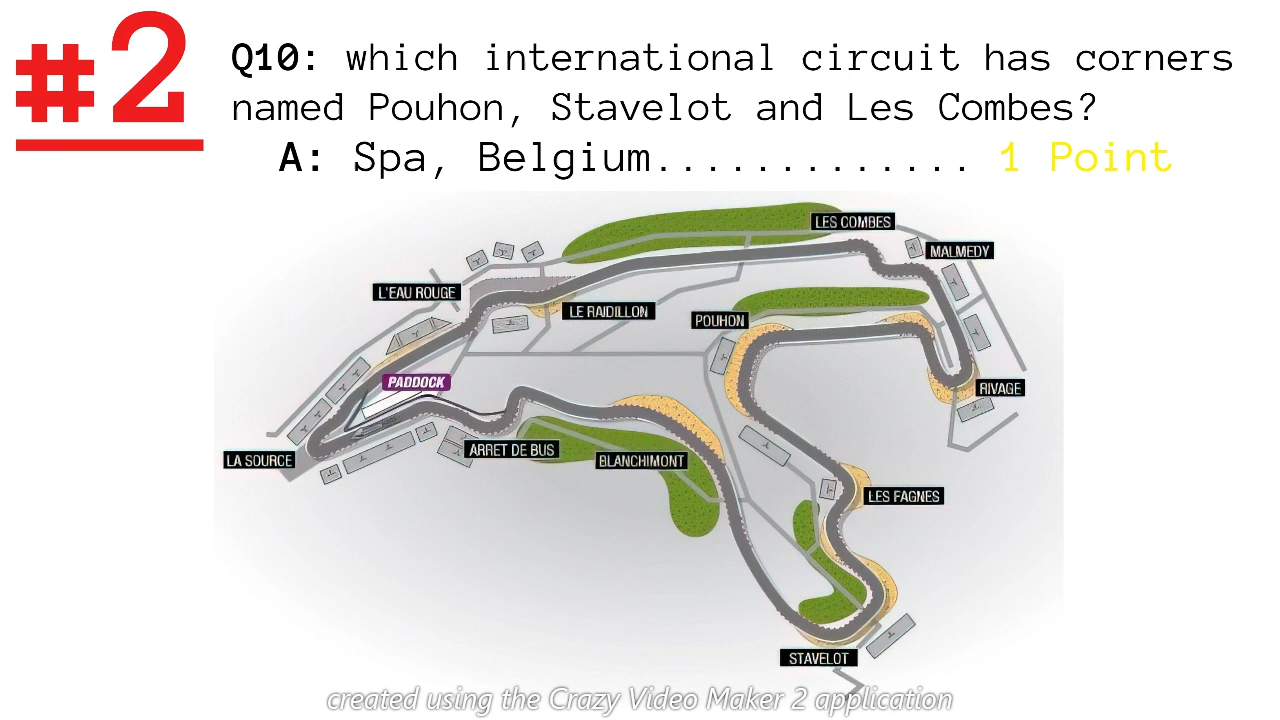 #2
Q10: which international circuit has corners
named Pouhon, Stavelot and Les Combes?
A: Spa, Belgium............. 1 Point
LES COMBES
MALMEDY
L'EAU ROUGE
LE RAIDILLON
POUHON
PADDOCK
RIVAGE
ARRET DE BUS
LA SOURCE
BLANCHIMONT
LES FAGNES
STAVELOT
created using the Crazy Video Maker 2 application